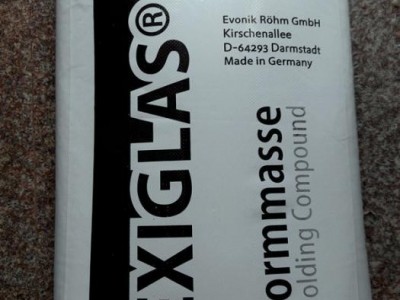 Evonik Röhm GmbH
Kirschenallee
D-64293 Darmstadt
Made in Germany
EXIGLAS®
ormmasse
olding Compound